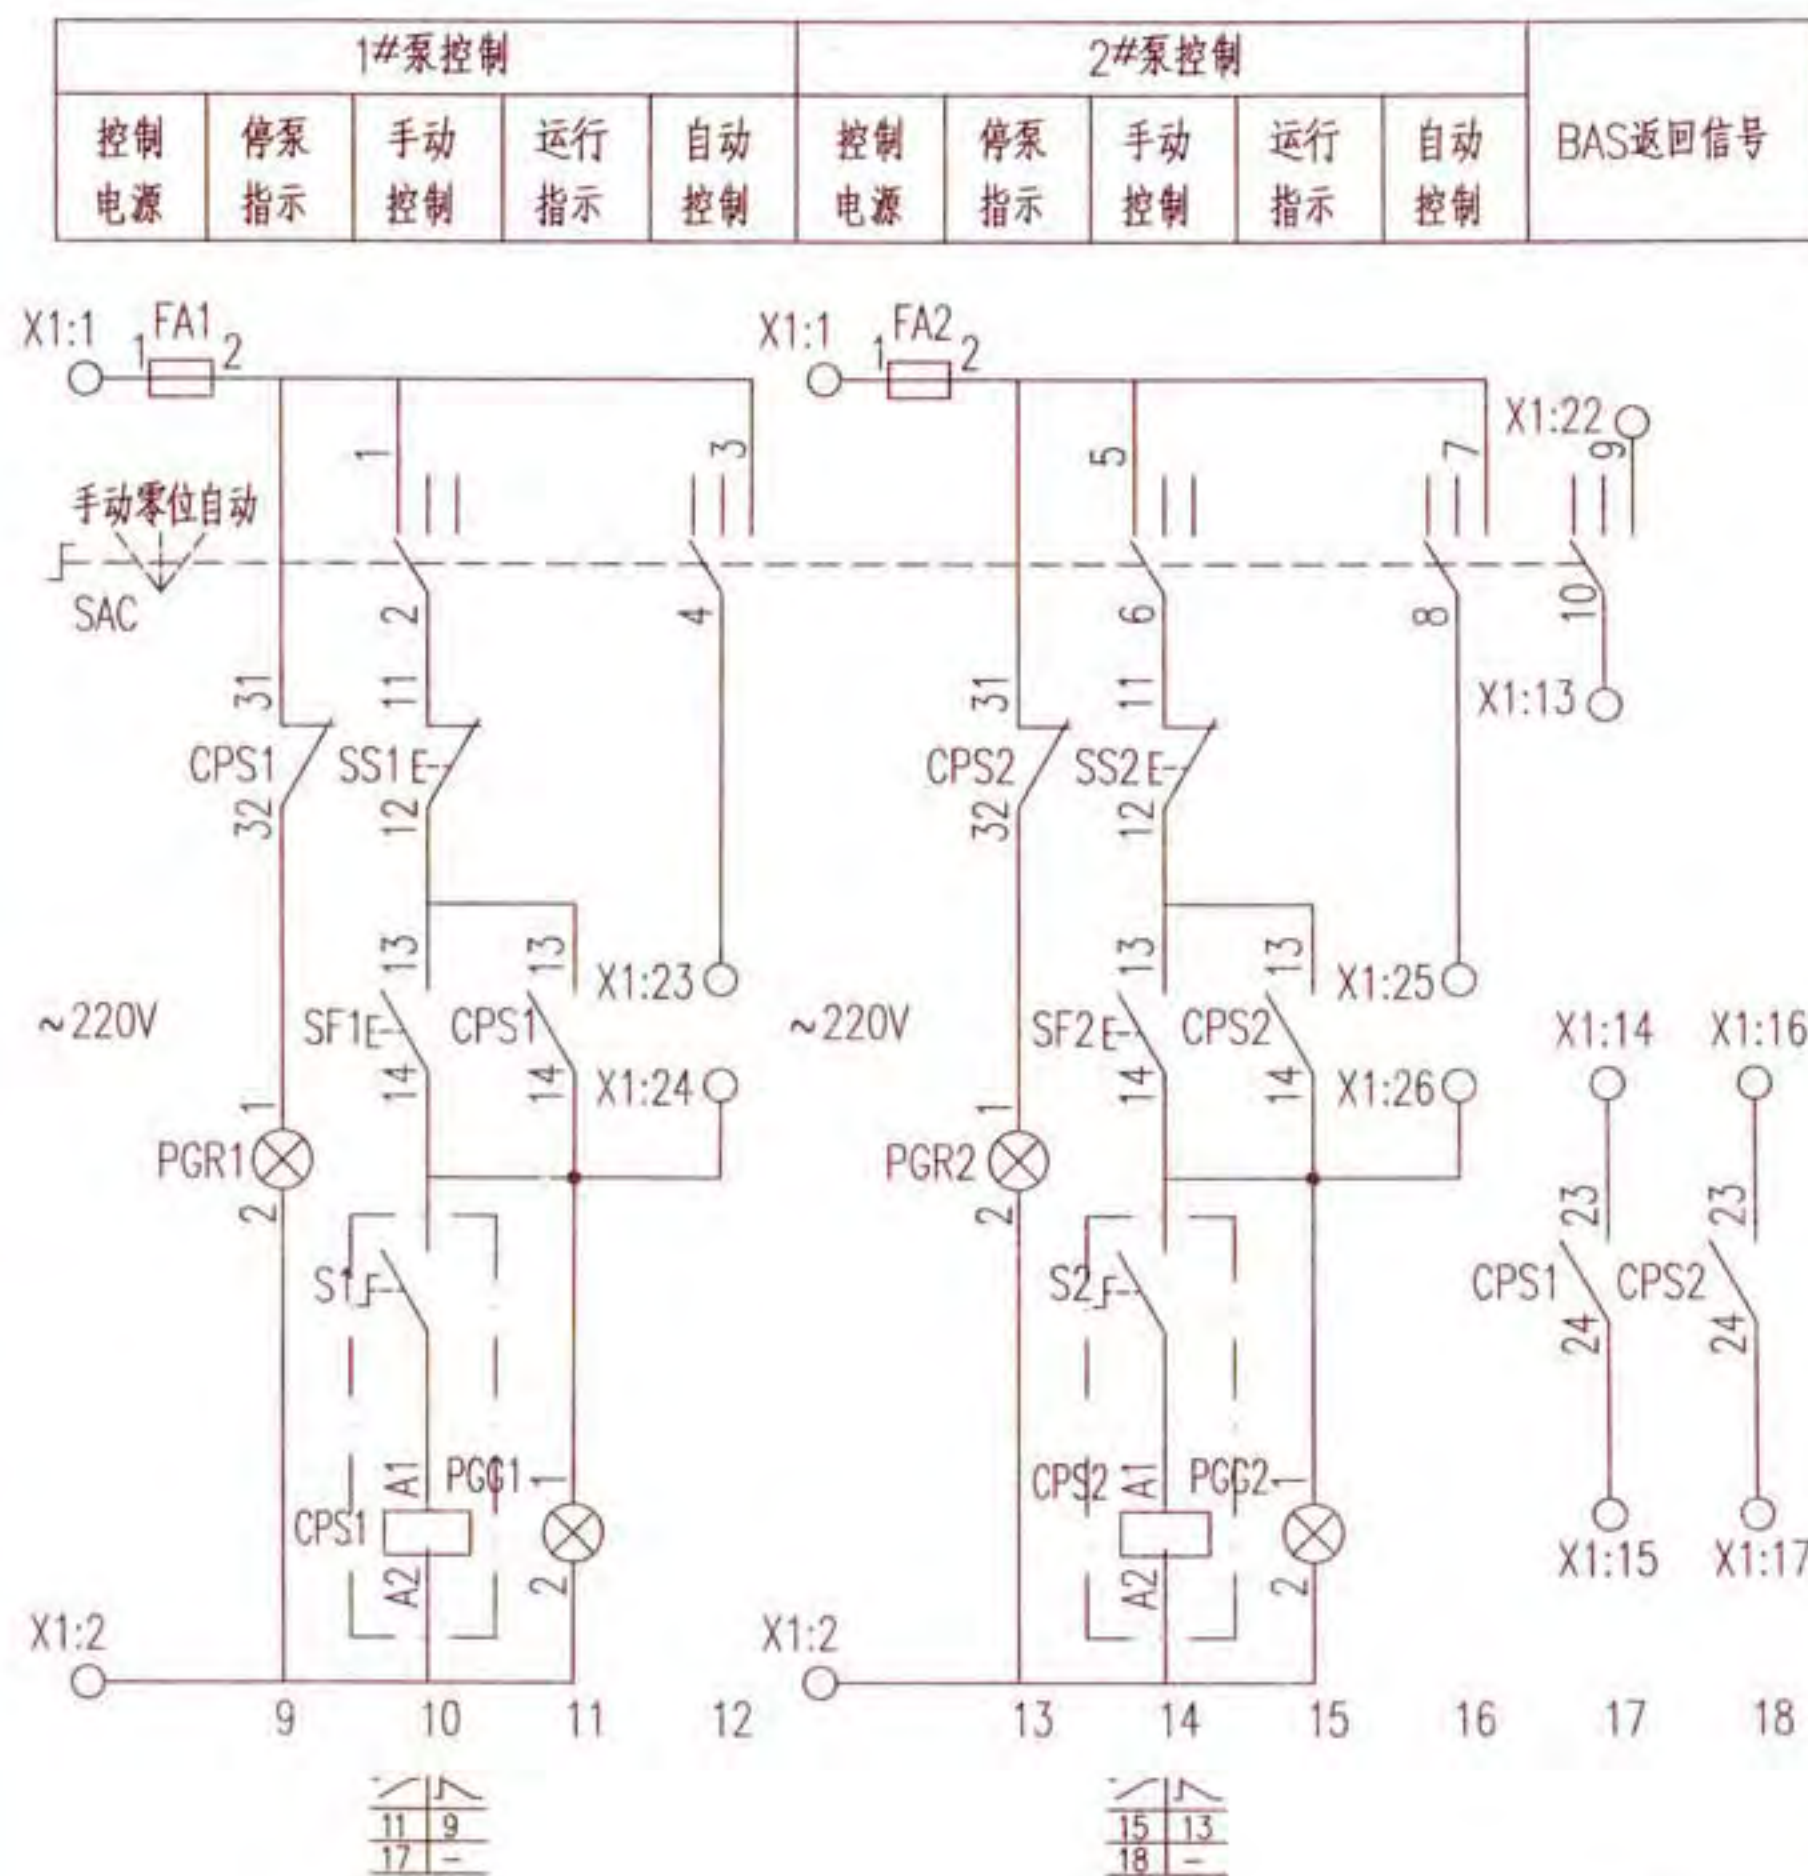 1#泵控制
2#泵控制
BAS返回信号
控制电源
停泵指示
手动控制
运行指示
自动控制
控制电源
停泵指示
手动控制
运行指示
自动控制
X1:1
1
FA1
2
X1:1
1
FA2
2
X1:22
1
3
5
7
9
手动零位自动
SAC
2
4
6
8
10
X1:13
31
11
31
11
CPS1
SS1
CPS2
SS2
32
12
32
12
13
13
X1:23
13
13
X1:25
~220V
SF1
CPS1
~220V
SF2
CPS2
X1:14
X1:16
14
14
X1:24
14
14
X1:26
1
PGR1
2
1
PGR2
2
23
23
S1
S2
CPS1
CPS2
24
24
A1
PGG1
1
CPS2
A1
PGG2
1
CPS1
X1:15
X1:17
A2
2
A2
2
X1:2
X1:2
9
10
11
12
13
14
15
16
17
18
11
9
15
13
17
-
18
-